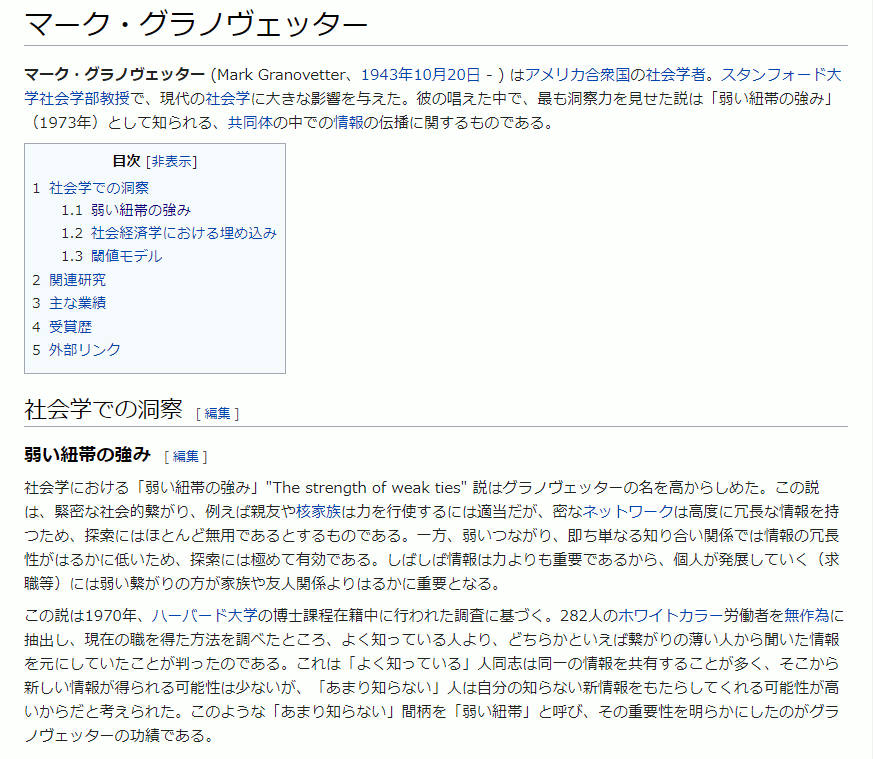 マーク・グラノヴェッター
マーク・グラノヴェッター (Mark Granovetter、1943年10月20日 - ) はアメリカ合衆国の社会学者。スタンフォード大
学社会学部教授で、現代の社会学に大きな影響を与えた。彼の唱えた中で、最も洞察力を見せた説は「弱い紐帯の強み」
（1973年）として知られる、共同体の中での情報の伝播に関するものである。
目次 [非表示]
1 社会学での洞察
1.1 弱い紐帯の強み
1.2 社会経済学における埋め込み
1.3 閾値モデル
2 関連研究
3 主な業績
4 受賞歴
5 外部リンク
社会学での洞察 [ 編集 ]
弱い紐帯の強み [ 編集 ]
社会学における「弱い紐帯の強み」"The strength of weak ties" 説はグラノヴェッターの名を高からしめた。この説
は、緊密な社会的繋がり、例えば親友や核家族は力を行使するには適当だが、密なネットワークは高度に冗長な情報を持
つため、探索にはほとんど無用であるとするものである。一方、弱いつながり、即ち単なる知り合い関係では情報の冗長
性がはるかに低いため、探索には極めて有効である。しばしば情報は力よりも重要であるから、個人が発展していく（求
職等）には弱い繋がりの方が家族や友人関係よりはるかに重要となる。
この説は1970年、ハーバード大学の博士課程在籍中に行われた調査に基づく。282人のホワイトカラー労働者を無作為に
抽出し、現在の職を得た方法を調べたところ、よく知っている人より、どちらかといえば繋がりの薄い人から聞いた情報
を元にしていたことが判ったのである。これは「よく知っている」人同志は同一の情報を共有することが多く、そこから
新しい情報が得られる可能性は少ないが、「あまり知らない」人は自分の知らない新情報をもたらしてくれる可能性が高
いからだと考えられた。このような「あまり知らない」間柄を「弱い紐帯」と呼び、その重要性を明らかにしたのがグラ
ノヴェッターの功績である。